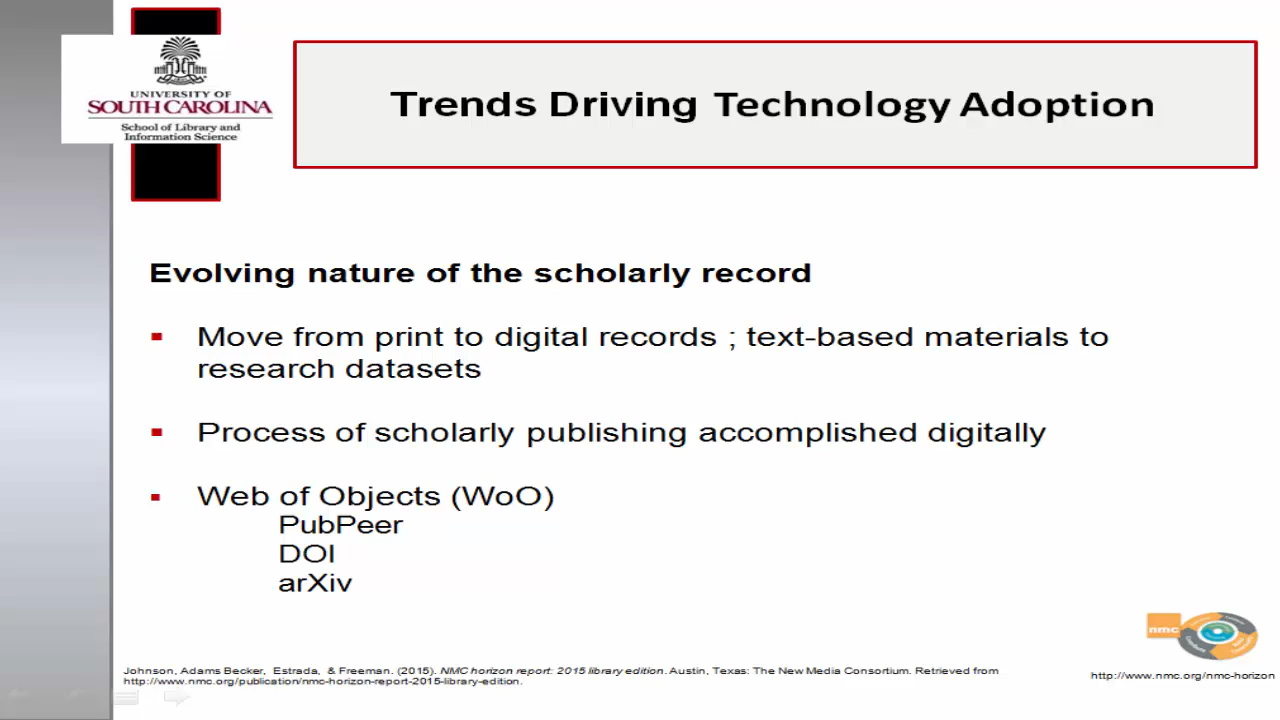 UNIVERSITY OF
SOUTH CAROLINA
School of Library and
Information Science
Trends Driving Technology Adoption
Evolving nature of the scholarly record
Move from print to digital records ; text-based materials to
research datasets
Process of scholarly publishing accomplished digitally
Web of Objects (WoO)
PubPeer
DOI
arXiv
nmc
Johnson, Adams Becker, Estrada, & Freeman. (2015). NMC horizon report: 2015 library edition. Austin, Texas: The New Media Consortium. Retrieved from
http://www.nmc.org/publication/nmc-horizon-report-2015-library-edition.
http://www.nmc.org/nmc-horizon